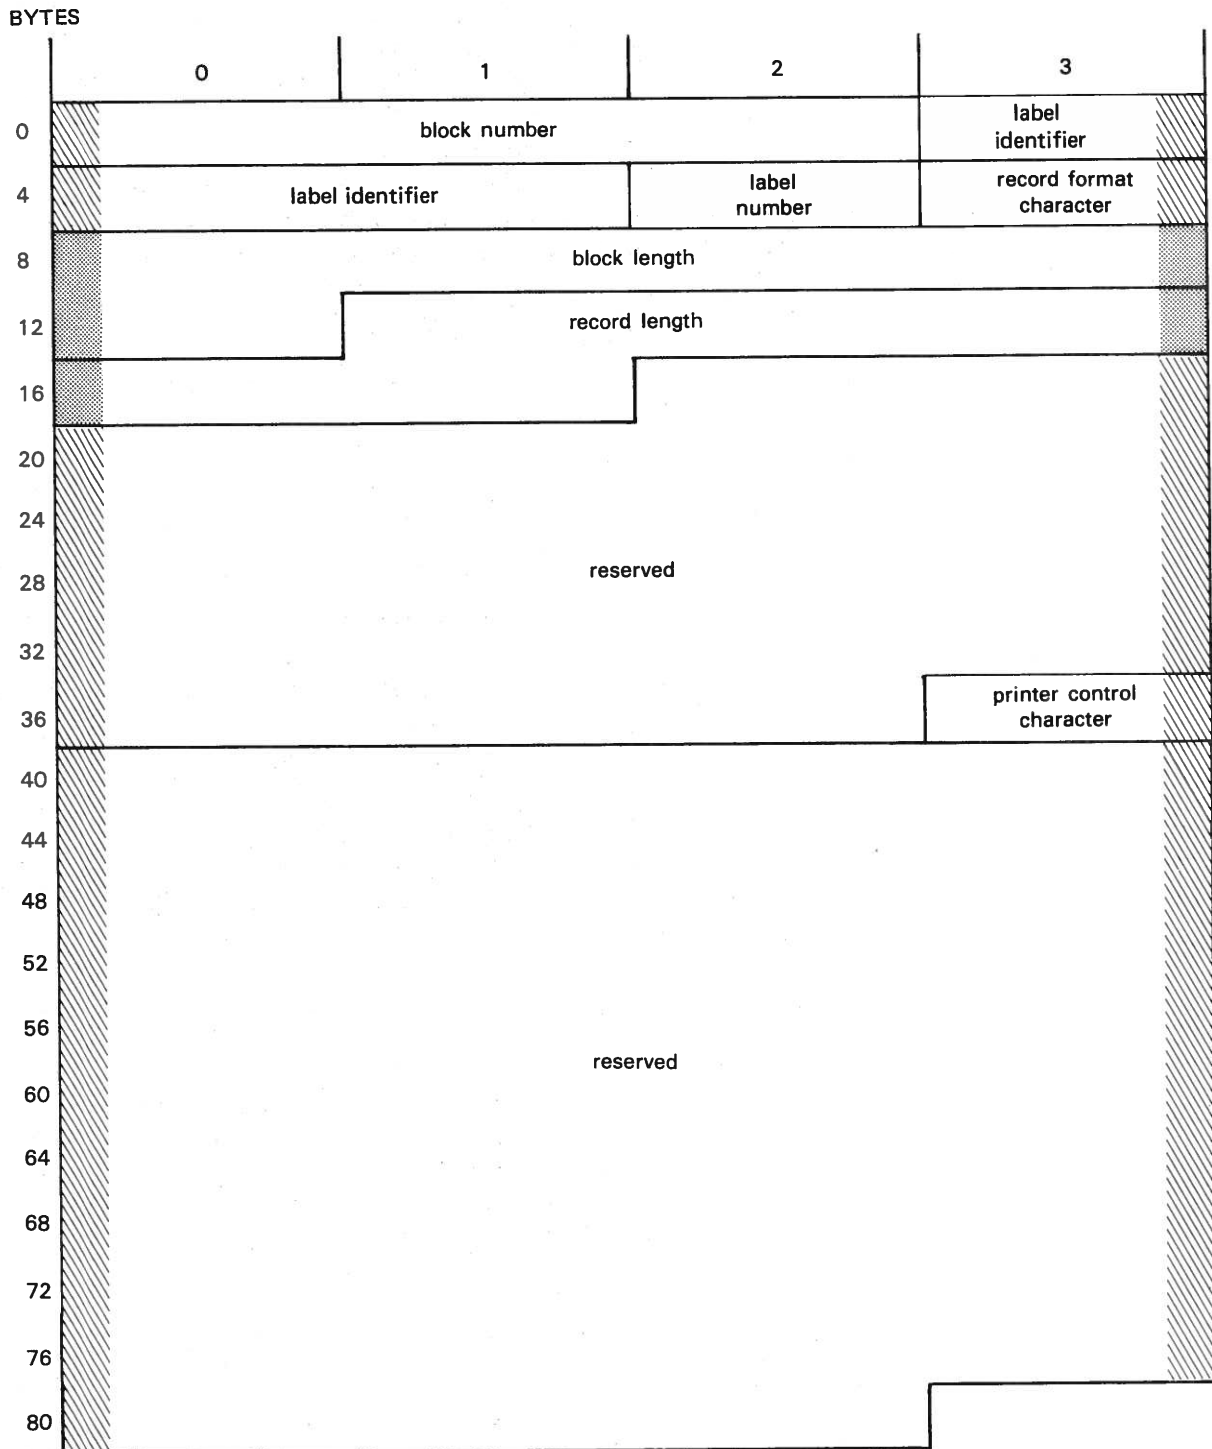 BYTES
0 1 2 3
0 block number label identifier
4 label identifier label number record format character
8 block length
12 record length
16
20
24
28 reserved
32
36 printer control character
40
44
48
52
56
60 reserved
64
68
72
76
80